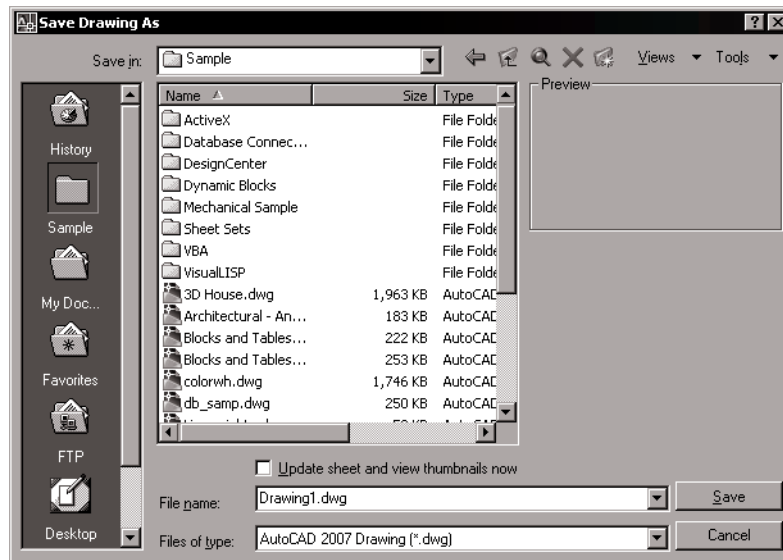 Save Drawing As
Save in: Sample Views Tools
Name Size Type Preview
ActiveX File Folde
Database Connec... File Folde
DesignCenter File Folde
Dynamic Blocks File Folde
Mechanical Sample File Folde
Sheet Sets File Folde
VBA File Folde
VisualLISP File Folde
3D House.dwg 1,963 KB AutoCAD
Architectural - An... 183 KB AutoCAD
Blocks and Tables... 222 KB AutoCAD
Blocks and Tables... 253 KB AutoCAD
colorwh.dwg 1,746 KB AutoCAD
db_samp.dwg 250 KB AutoCAD
History
Sample
My Doc...
Favorites
FTP
Desktop
Update sheet and view thumbnails now
File name: Drawing1.dwg Save
Files of type: AutoCAD 2007 Drawing (*.dwg) Cancel